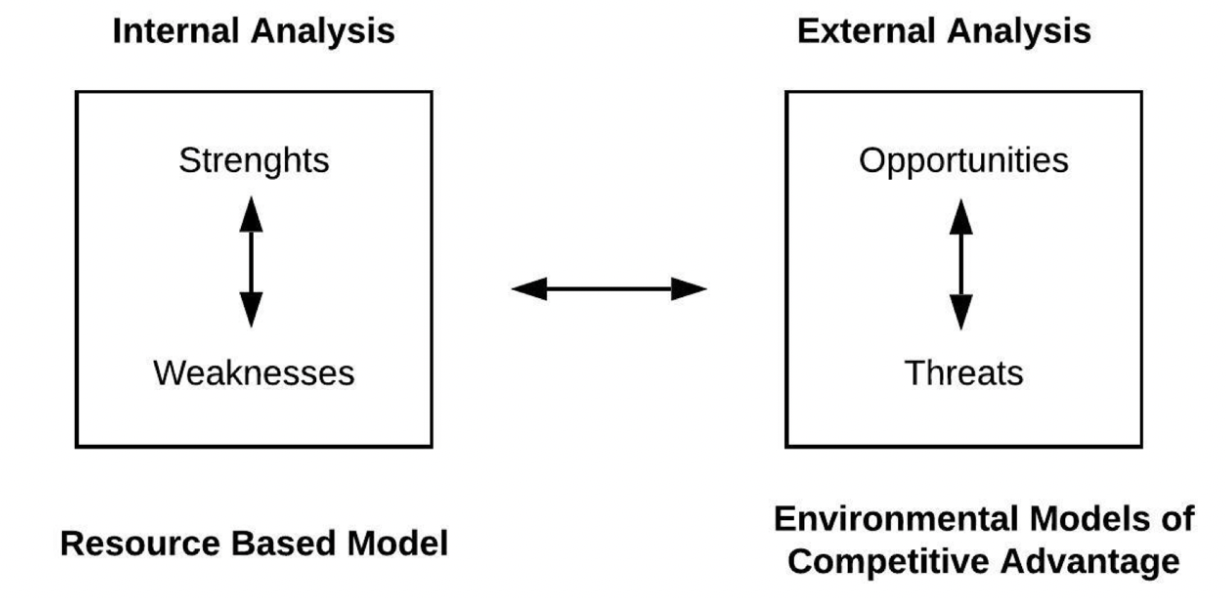 Internal Analysis
External Analysis
Strenghts
Opportunities
Weaknesses
Threats
Resource Based Model
Environmental Models of
Competitive Advantage